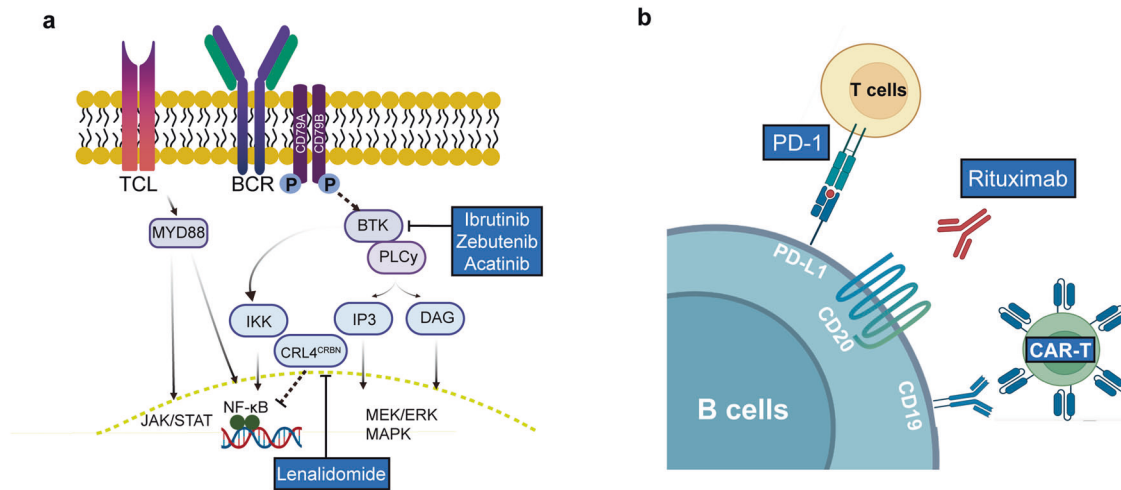 a
CD79A
CD79B
TCL
BCR
P
P
MYD88
BTK
PLCy
Ibrutinib
Zebutenib
Acatinib
IKK
IP3
DAG
CRL4CRBN
JAK/STAT
NF-κB
MEK/ERK
MAPK
Lenalidomide
b
T cells
PD-1
Rituximab
PD-L1
CD20
CAR-T
CD19
B cells